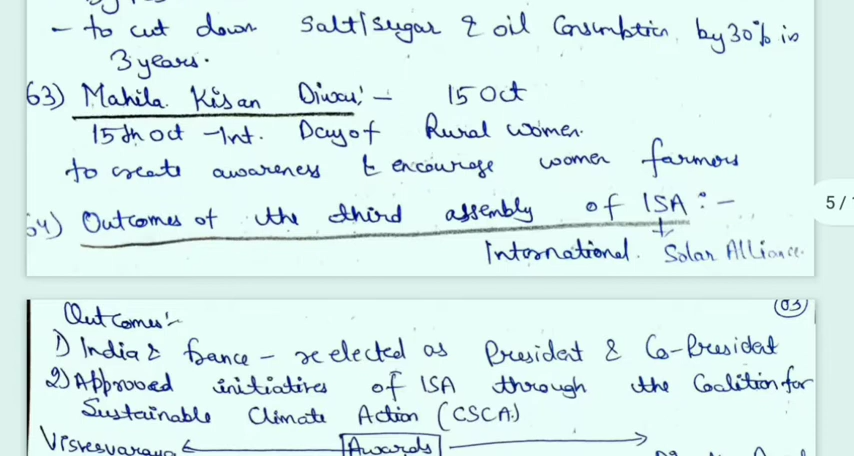 - to cut down salt/sugar & oil Consumbtion by 30% in
3 years.
63) Mahila Kisan Diwas:- 15 Oct
15th Oct - Int. Day of Rural women.
to create awareness & encourage women farmers
64) Outcomes of the third assembly of ISA:-
International Solar Alliance.
5/1
03
Outcomes:-
1) India & france - re elected as President & Co-President
2) Approved initiatives of ISA through the Coalition for
Sustainable Climate Action (CSCA)
Visvesvaraya Awards